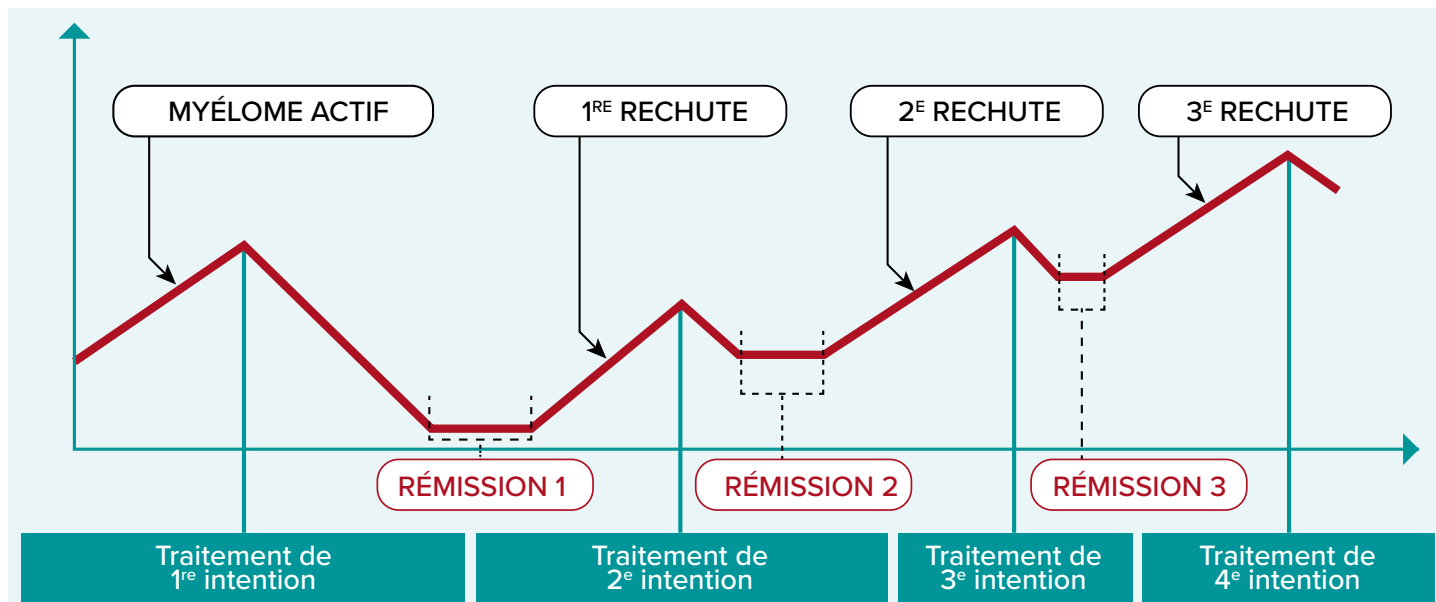 MYÉLOME ACTIF
1RE RECHUTE
2E RECHUTE
3E RECHUTE
RÉMISSION 1
RÉMISSION 2
RÉMISSION 3
Traitement de
1re intention
Traitement de
2e intention
Traitement de
3e intention
Traitement de
4e intention